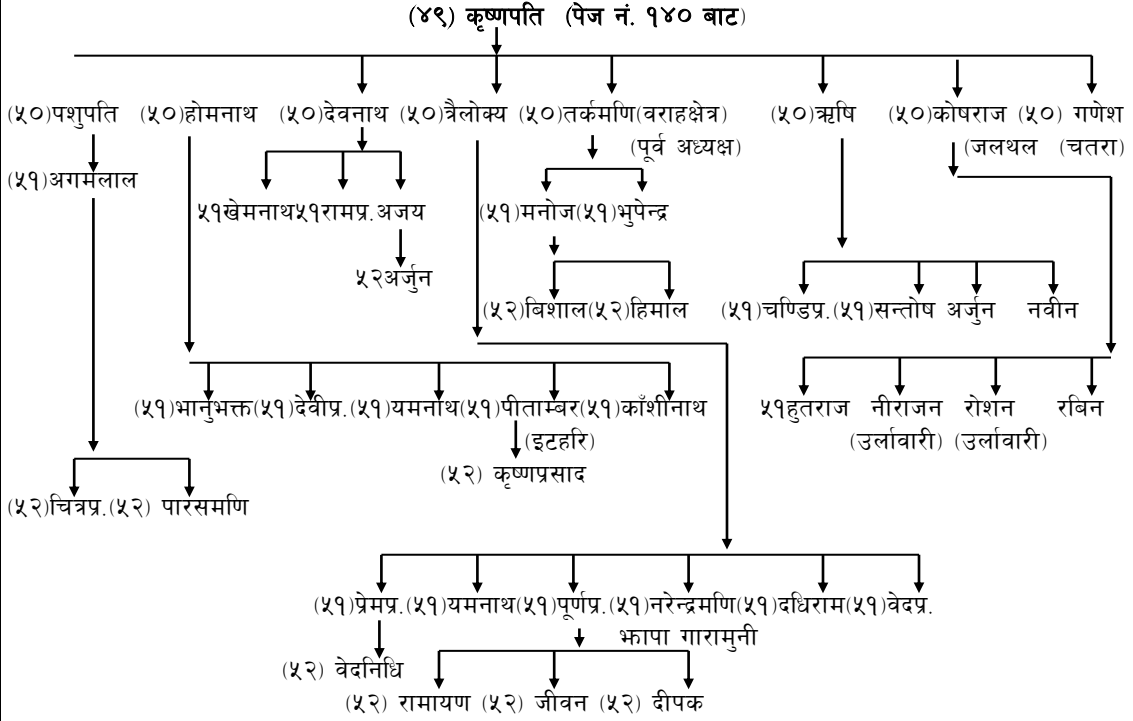 (४९) कृष्णपति (पेज नं. १४० बाट)
(५०)पशुपति (५०)होमनाथ (५०)देवनाथ (५०)त्रैलोक्य (५०)तर्कमणि(वराहक्षेत्र) (५०)ऋषि (५०)कोषराज (५०) गणेश
(पूर्व अध्यक्ष) (जलथल (चतरा)
(५१)अगमलाल
५१खेमनाथ५१रामप्र.अजय (५१)मनोज(५१)भुपेन्द्र
५२अर्जुन
(५२)बिशाल(५२)हिमाल (५१)चण्डिप्र.(५१)सन्तोष अर्जुन नवीन
(५१)भानुभक्त(५१)देवीप्र.(५१)यमनाथ(५१)पीताम्बर(५१)काँशीनाथ ५१हुतराज नीराजन रोशन रबिन
(इटहरि) (उर्लावारी) (उर्लावारी)
(५२) कृष्णप्रसाद
(५२)चित्रप्र.(५२) पारसमणि
(५१)प्रेमप्र.(५१)यमनाथ(५१)पूर्णप्र.(५१)नरेन्द्रमणि(५१)दधिराम(५१)वेदप्र.
झापा गारामुनी
(५२) वेदनिधि
(५२) रामायण (५२) जीवन (५२) दीपक